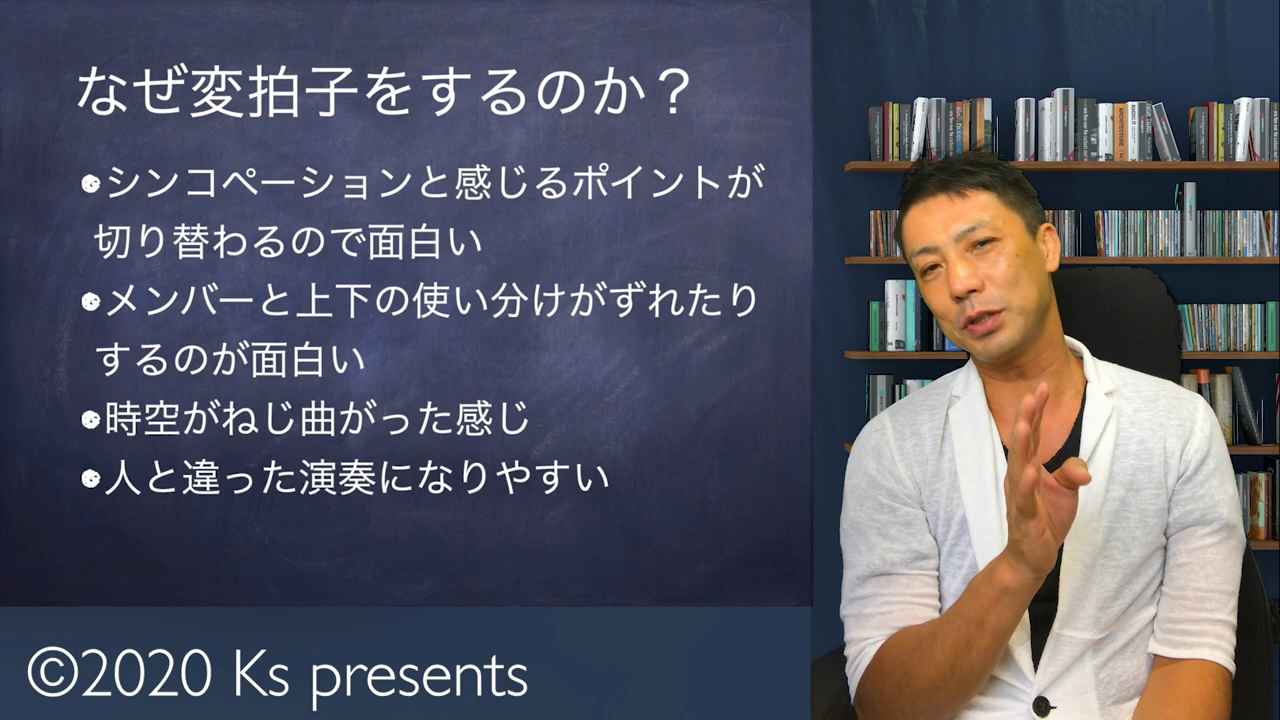 なぜ変拍子をするのか？
•シンコペーションと感じるポイントが
切り替わるので面白い
•メンバーと上下の使い分けがずれたり
するのが面白い
•時空がねじ曲がった感じ
•人と違った演奏になりやすい
©2020 Ks presents